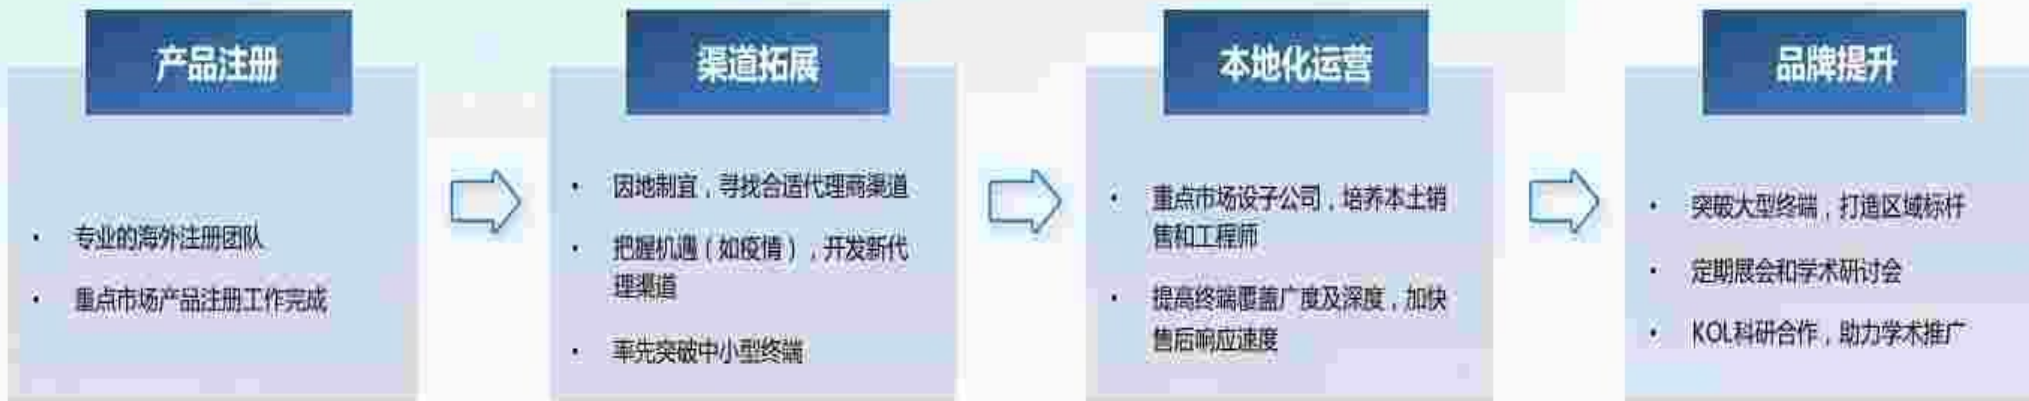 产品注册
• 专业的海外注册团队
• 重点市场产品注册工作完成
渠道拓展
• 因地制宜，寻找合适代理商渠道
• 把握机遇（如疫情），开发新代
理渠道
• 率先突破中小型终端
本地化运营
• 重点市场设子公司，培养本土销
售和工程师
• 提高终端覆盖广度及深度，加快
售后响应速度
品牌提升
• 突破大型终端，打造区域标杆
• 定期展会和学术研讨会
• KOL科研合作，助力学术推广